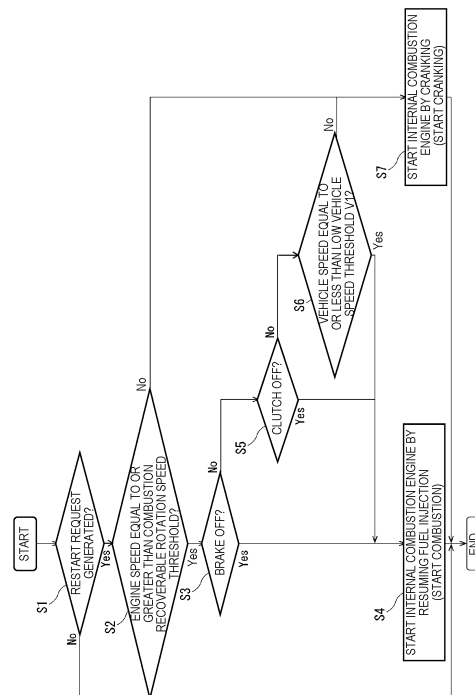 START
S1
RESTART REQUEST
GENERATED?
No
Yes
S2
ENGINE SPEED EQUAL TO OR
GREATER THAN COMBUSTION
RECOVERABLE ROTATION SPEED
THRESHOLD?
No
Yes
S3
BRAKE OFF?
No
Yes
S5
CLUTCH OFF?
No
Yes
S6
VEHICLE SPEED EQUAL TO
OR LESS THAN LOW VEHICLE
SPEED THRESHOLD V1?
No
Yes
S4
START INTERNAL COMBUSTION ENGINE BY
RESUMING FUEL INJECTION
(START COMBUSTION)
S7
START INTERNAL COMBUSTION
ENGINE BY CRANKING
(START CRANKING)
END